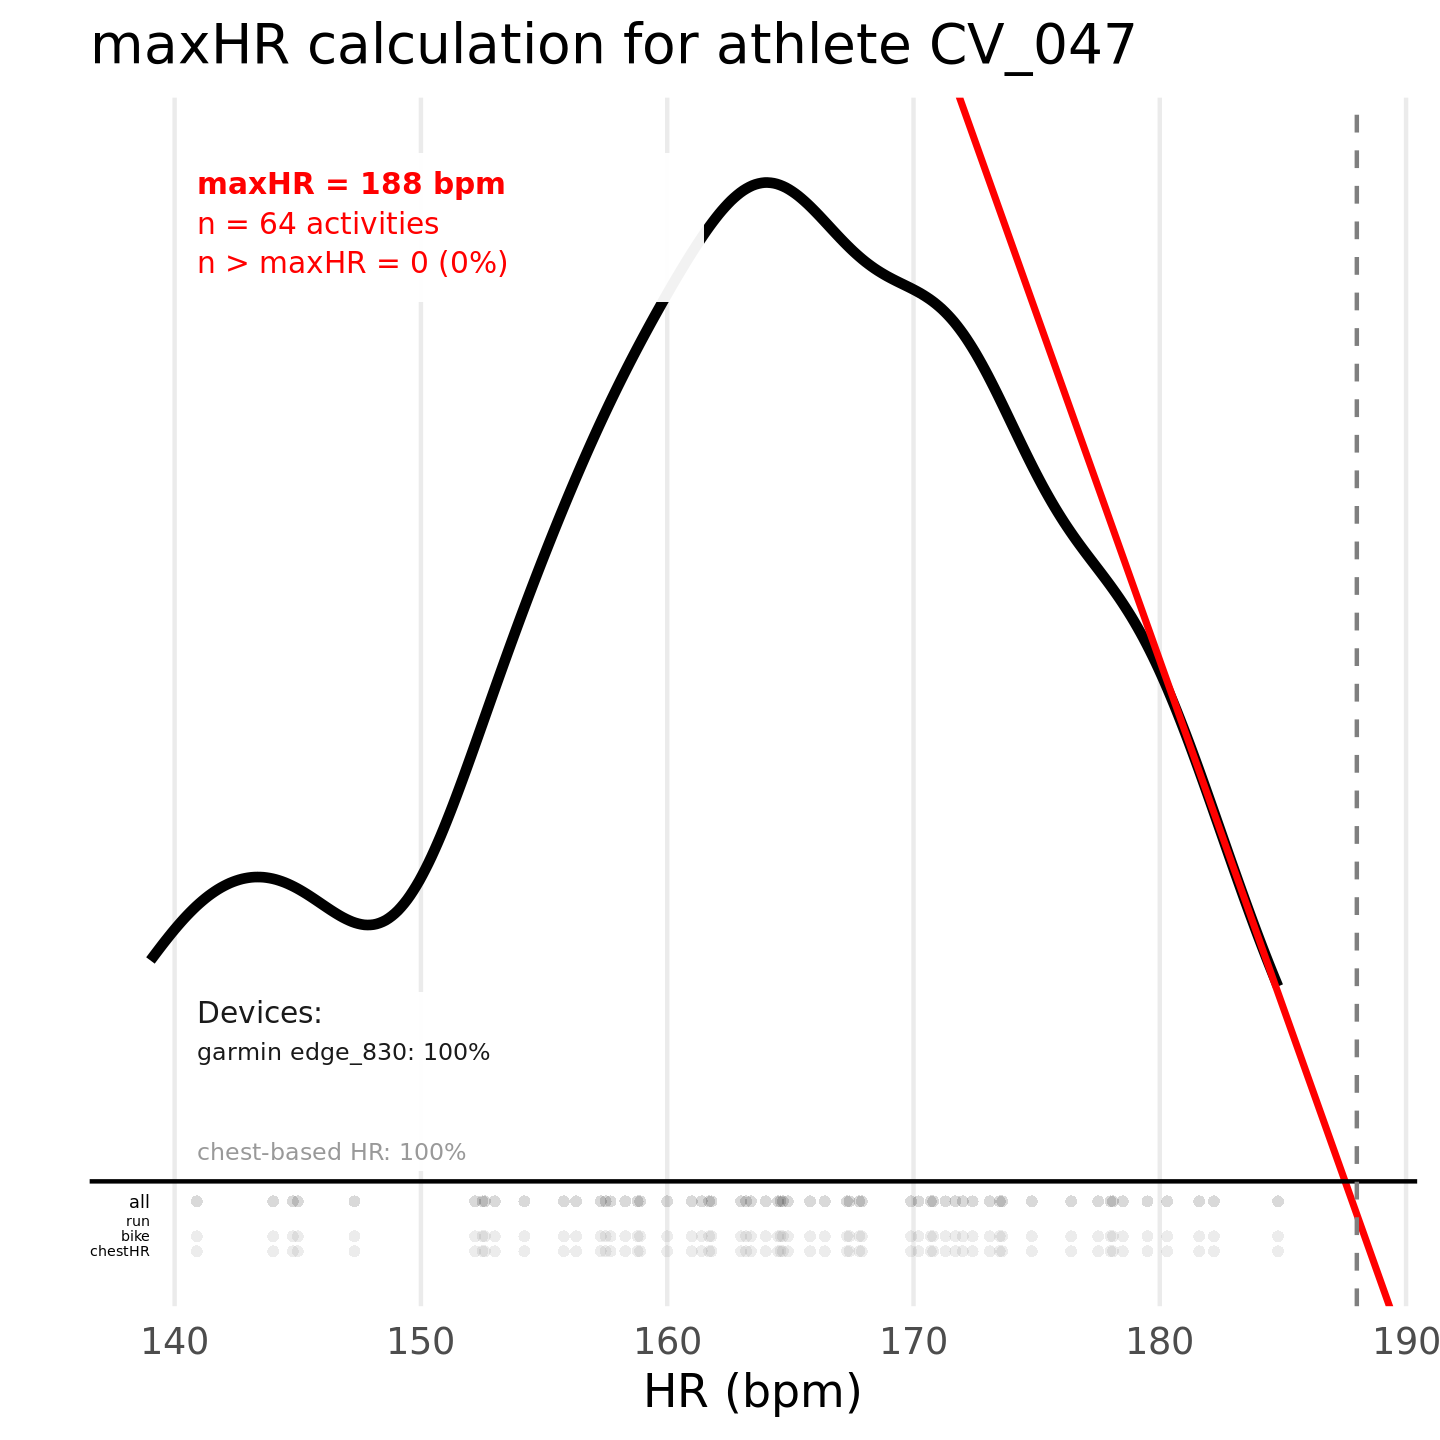 maxHR calculation for athlete CV_047
maxHR = 188 bpm
n = 64 activities
n > maxHR = 0 (0%)
Devices:
garmin edge_830: 100%
chest-based HR: 100%
all
run
bike
chestHR
140 150 160 170 180 190
HR (bpm)